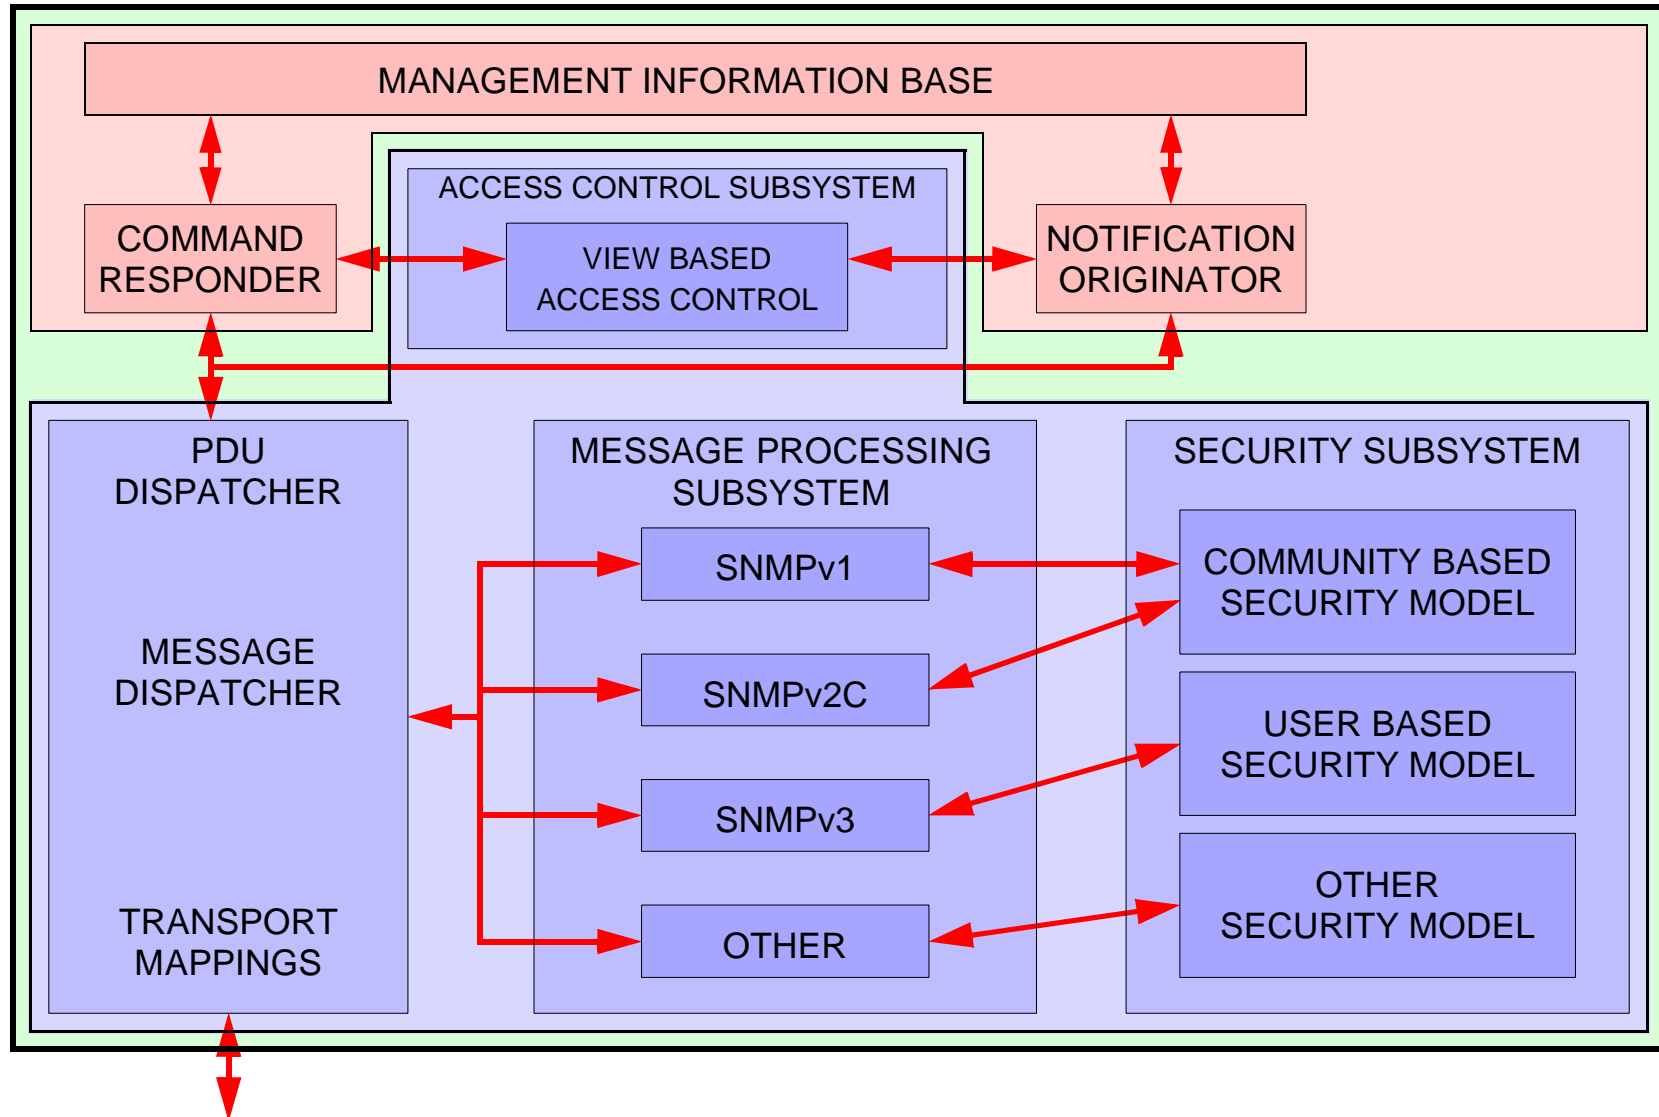 MANAGEMENT INFORMATION BASE
ACCESS CONTROL SUBSYSTEM
COMMAND
RESPONDER
VIEW BASED
ACCESS CONTROL
NOTIFICATION
ORIGINATOR
PDU
DISPATCHER
MESSAGE
DISPATCHER
TRANSPORT
MAPPINGS
MESSAGE PROCESSING
SUBSYSTEM
SNMPv1
SNMPv2C
SNMPv3
OTHER
SECURITY SUBSYSTEM
COMMUNITY BASED
SECURITY MODEL
USER BASED
SECURITY MODEL
OTHER
SECURITY MODEL